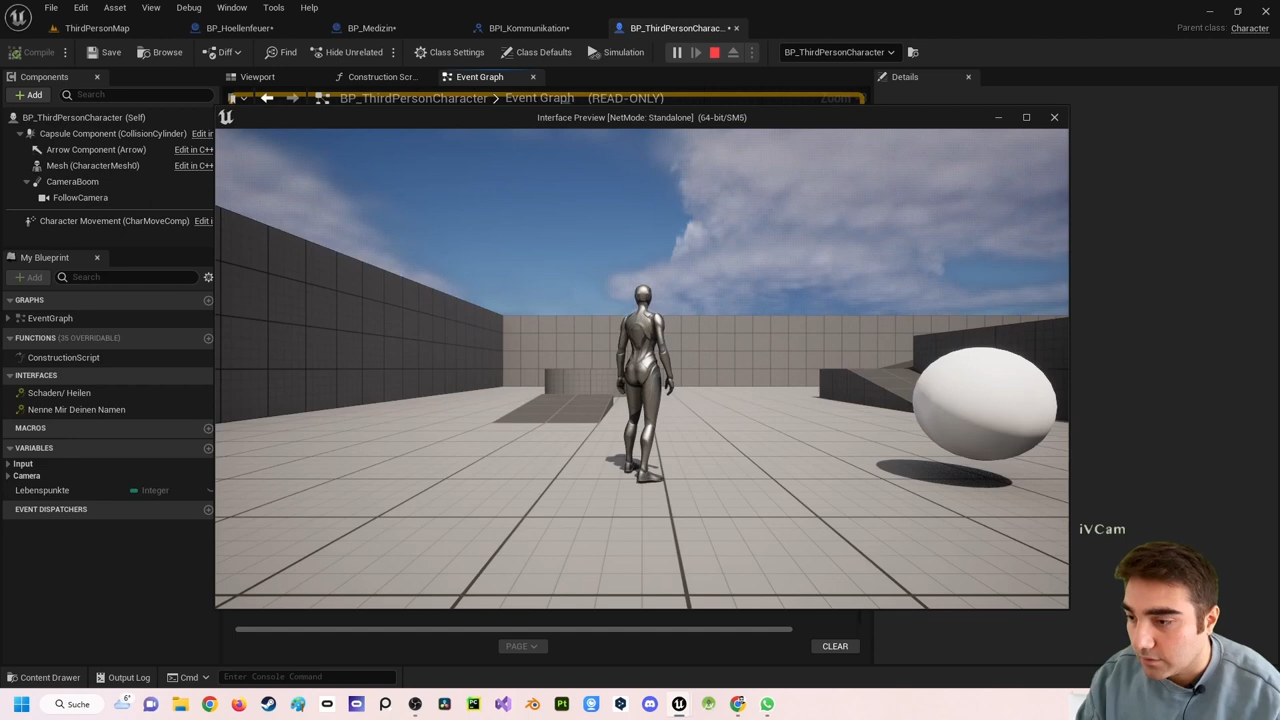 File Edit Asset View Debug Window Tools Help
ThirdPersonMap BP_Hoellenfeuer• BP_Medizin• BPI_Kommunikation• BP_ThirdPersonCharac... • Parent class: Character
Compile Save Browse Diff Find Hide Unrelated Class Settings Class Defaults Simulation BP_ThirdPersonCharacter
Components Viewport Construction Scr... Event Graph Details
Add Search BP_ThirdPersonCharacter > Event Graph (READ-ONLY) Zoom
BP_ThirdPersonCharacter (Self)
Interface Preview [NetMode: Standalone] (64-bit/SM5)
Capsule Component (CollisionCylinder) Edit in
Arrow Component (Arrow) Edit in C++
Mesh (CharacterMesh0) Edit in C++
CameraBoom
FollowCamera
Character Movement (CharMoveComp) Edit i
My Blueprint
Add Search
GRAPHS
EventGraph
FUNCTIONS (35 OVERRIDABLE)
ConstructionScript
INTERFACES
Schaden/ Heilen
Nenne Mir Deinen Namen
MACROS
VARIABLES
Input
Camera
Lebenspunkte Integer
EVENT DISPATCHERS
iVCam
PAGE CLEAR
Content Drawer Output Log Cmd Enter Console Command
6° Suche